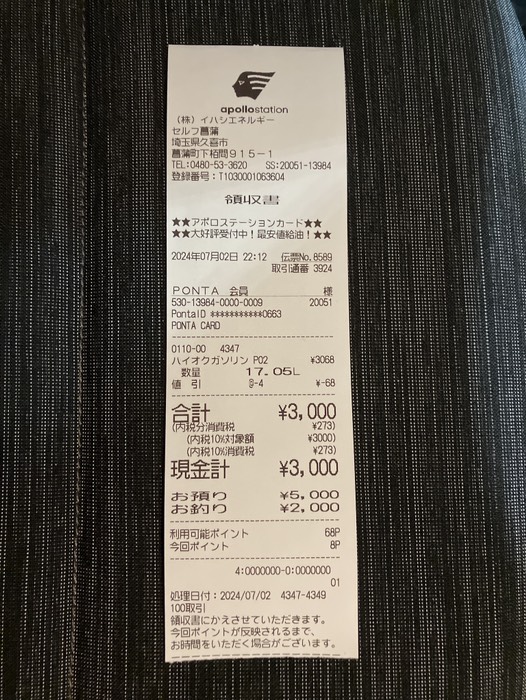 apollostation
(株)イハシエネルギー
セルフ菖蒲
埼玉県久喜市
菖蒲町下栢間915-1
TEL:0480-53-3620 SS:20051-13984
登録番号:T1030001063604
領収書
★★アポロステーションカード★★
★★大好評受付中!最安値給油!★★
2024年07月02日 22:12 伝票No.8589
取引通番 3924
PONTA 会員 様
530-13984-0000-0009 20051
PontaID ***********0663
PONTA CARD
0110-00 4347
ハイオクガソリン P02 ¥3068
数量 17.05L
値 引 @-4 ¥-68
合計 ¥3,000
(内税分消費税 ¥273)
(内税10%対象額 ¥3000)
(内税10%消費税 ¥273)
現金計 ¥3,000
お預り ¥5,000
お釣り ¥2,000
利用可能ポイント 68P
今回ポイント 8P
4:0000000-0:0000000
01
処理日付:2024/07/02 4347-4349
100取引
領収書にかえさせていただきます。
今回ポイントが反映されるまで、
お時間をいただく場合がございます。